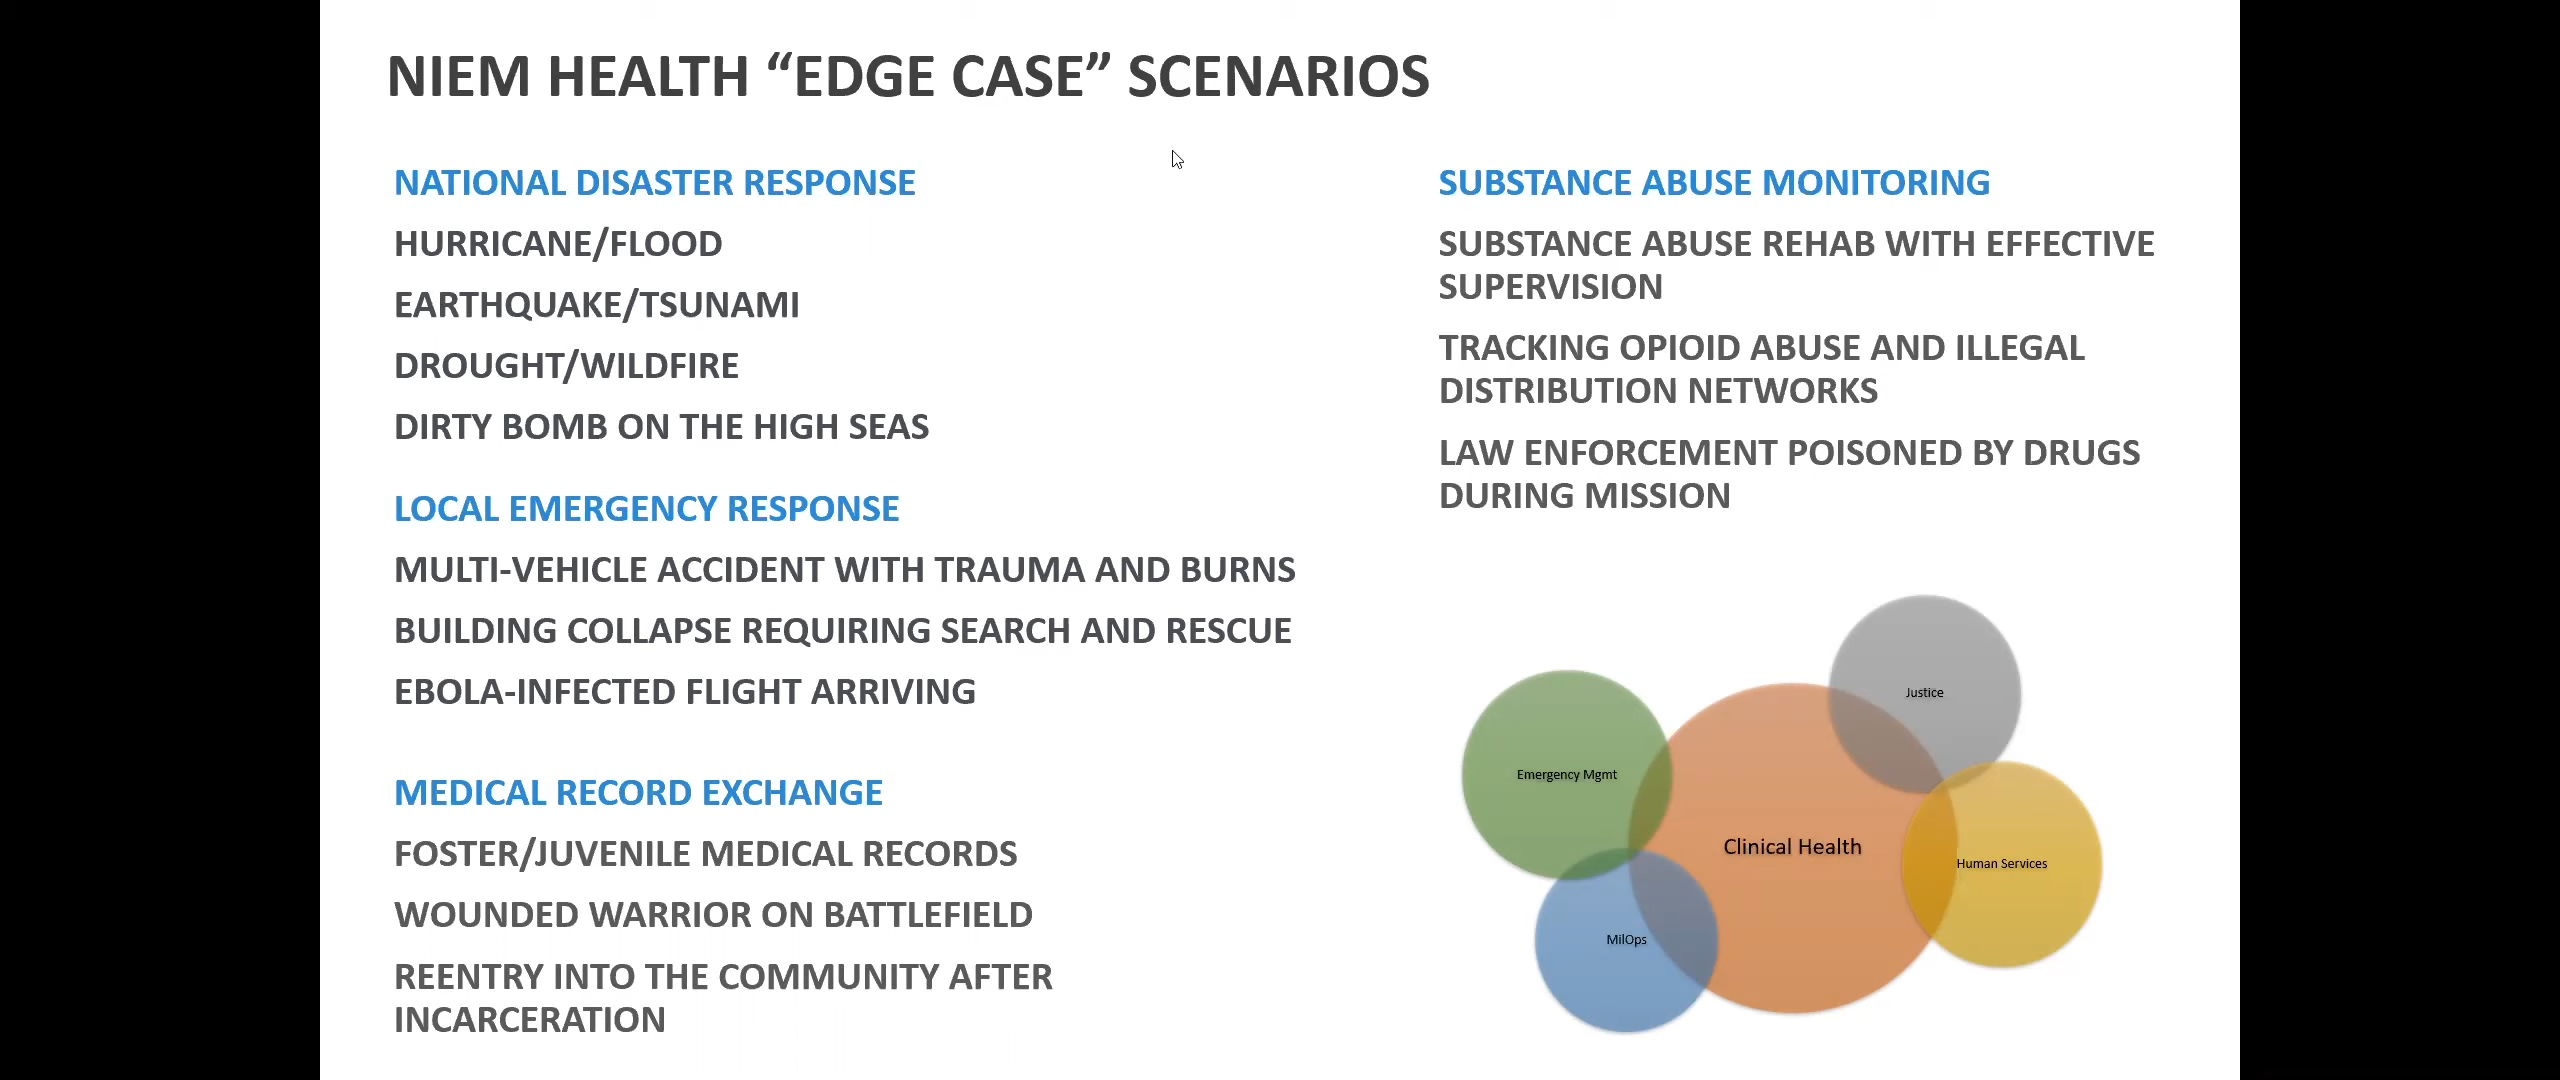 NIEM HEALTH “EDGE CASE” SCENARIOS
NATIONAL DISASTER RESPONSE
HURRICANE/FLOOD
EARTHQUAKE/TSUNAMI
DROUGHT/WILDFIRE
DIRTY BOMB ON THE HIGH SEAS
LOCAL EMERGENCY RESPONSE
MULTI-VEHICLE ACCIDENT WITH TRAUMA AND BURNS
BUILDING COLLAPSE REQUIRING SEARCH AND RESCUE
EBOLA-INFECTED FLIGHT ARRIVING
MEDICAL RECORD EXCHANGE
FOSTER/JUVENILE MEDICAL RECORDS
WOUNDED WARRIOR ON BATTLEFIELD
REENTRY INTO THE COMMUNITY AFTER
INCARCERATION
SUBSTANCE ABUSE MONITORING
SUBSTANCE ABUSE REHAB WITH EFFECTIVE
SUPERVISION
TRACKING OPIOID ABUSE AND ILLEGAL
DISTRIBUTION NETWORKS
LAW ENFORCEMENT POISONED BY DRUGS
DURING MISSION
Justice
Emergency Mgmt
Clinical Health
Human Services
MilOps